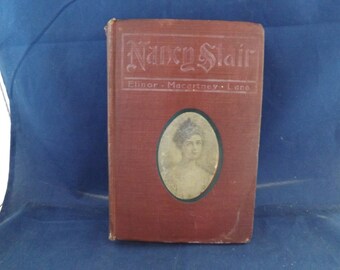 Nancy Stair
Elinor · Macartney · Lane